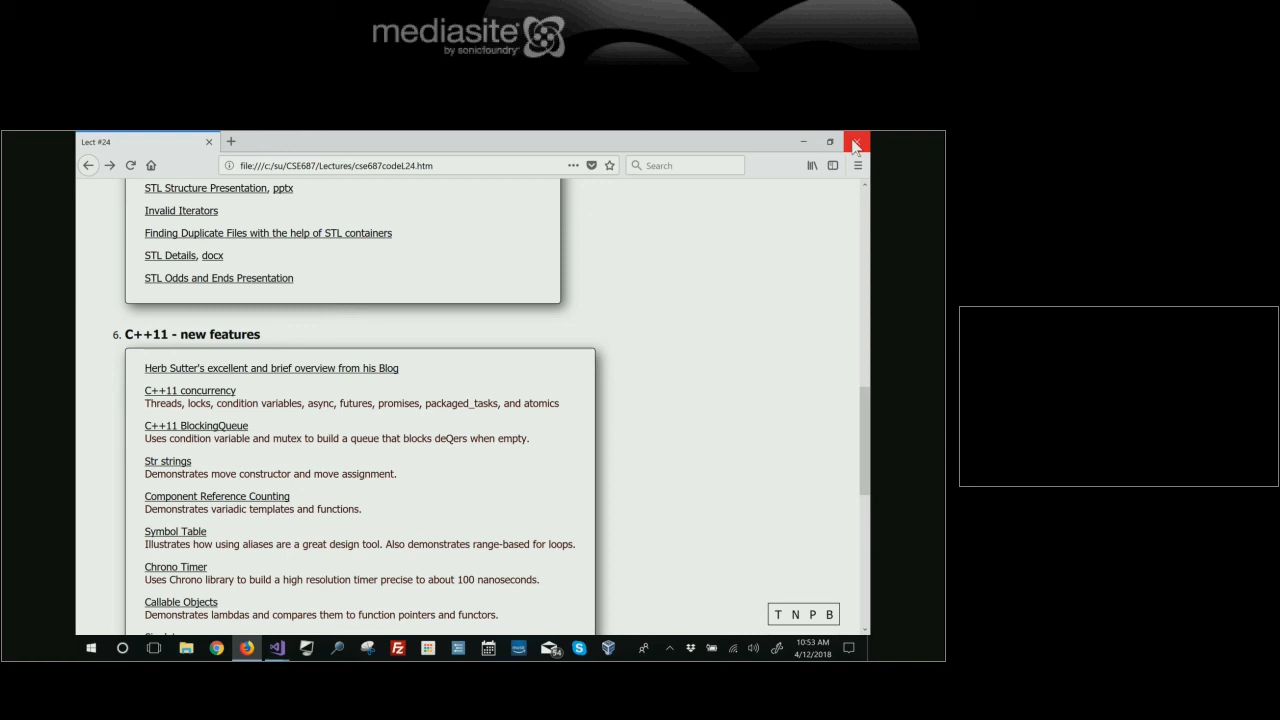 mediasite
by sonicfoundry
Lect #24
file:///c:/su/CSE687/Lectures/cse687codeL24.htm
Search
STL Structure Presentation, pptx
Invalid Iterators
Finding Duplicate Files with the help of STL containers
STL Details, docx
STL Odds and Ends Presentation
6. C++11 - new features
Herb Sutter's excellent and brief overview from his Blog
C++11 concurrency
Threads, locks, condition variables, async, futures, promises, packaged_tasks, and atomics
C++11 BlockingQueue
Uses condition variable and mutex to build a queue that blocks deQers when empty.
Str strings
Demonstrates move constructor and move assignment.
Component Reference Counting
Demonstrates variadic templates and functions.
Symbol Table
Illustrates how using aliases are a great design tool. Also demonstrates range-based for loops.
Chrono Timer
Uses Chrono library to build a high resolution timer precise to about 100 nanoseconds.
Callable Objects
Demonstrates lambdas and compares them to function pointers and functors.
T N P B
54
10:53 AM
4/12/2018